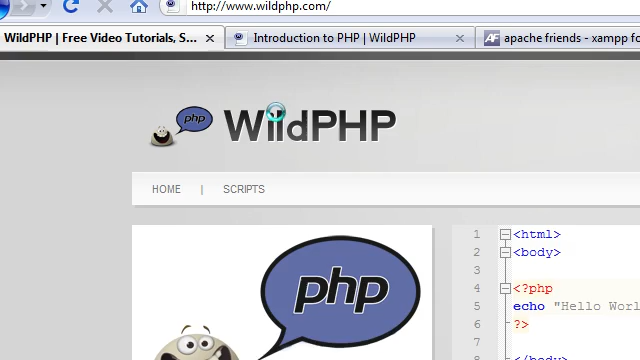 http://www.wildphp.com/
WildPHP | Free Video Tutorials, S...
Introduction to PHP | WildPHP
AF apache friends - xampp fo
php WildPHP
HOME | SCRIPTS
php
1 <html>
2 <body>
3
4 <?php
5 echo "Hello Worl
6 ?>
7
8 </body>